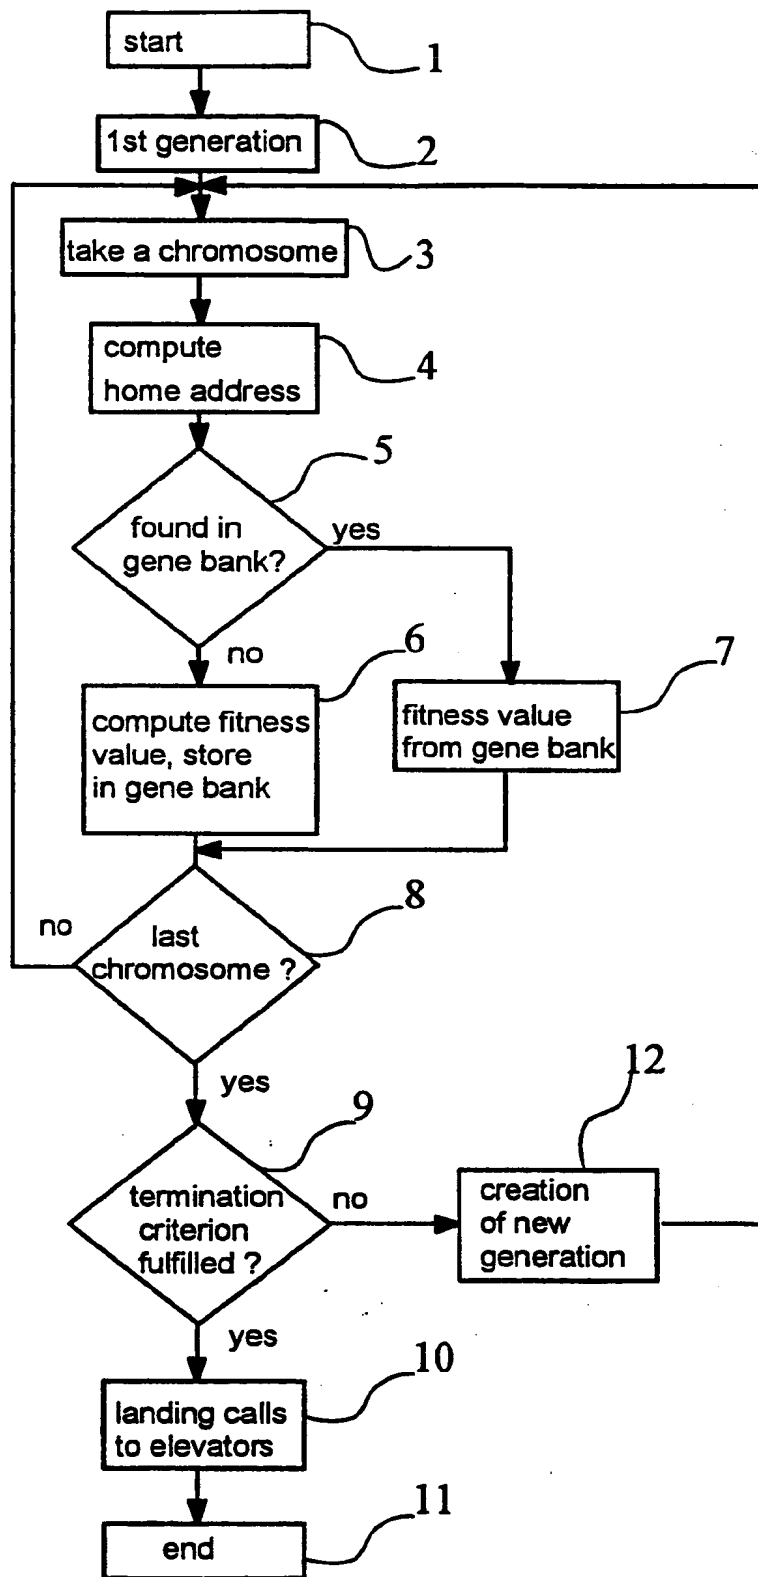 start
1
1st generation
2
take a chromosome
3
compute
home address
4
5
found in
gene bank?
yes
no
6
compute fitness
value, store
in gene bank
7
fitness value
from gene bank
8
no
last
chromosome ?
yes
9
termination
criterion
fulfilled ?
no
12
creation
of new
generation
yes
10
landing calls
to elevators
11
end